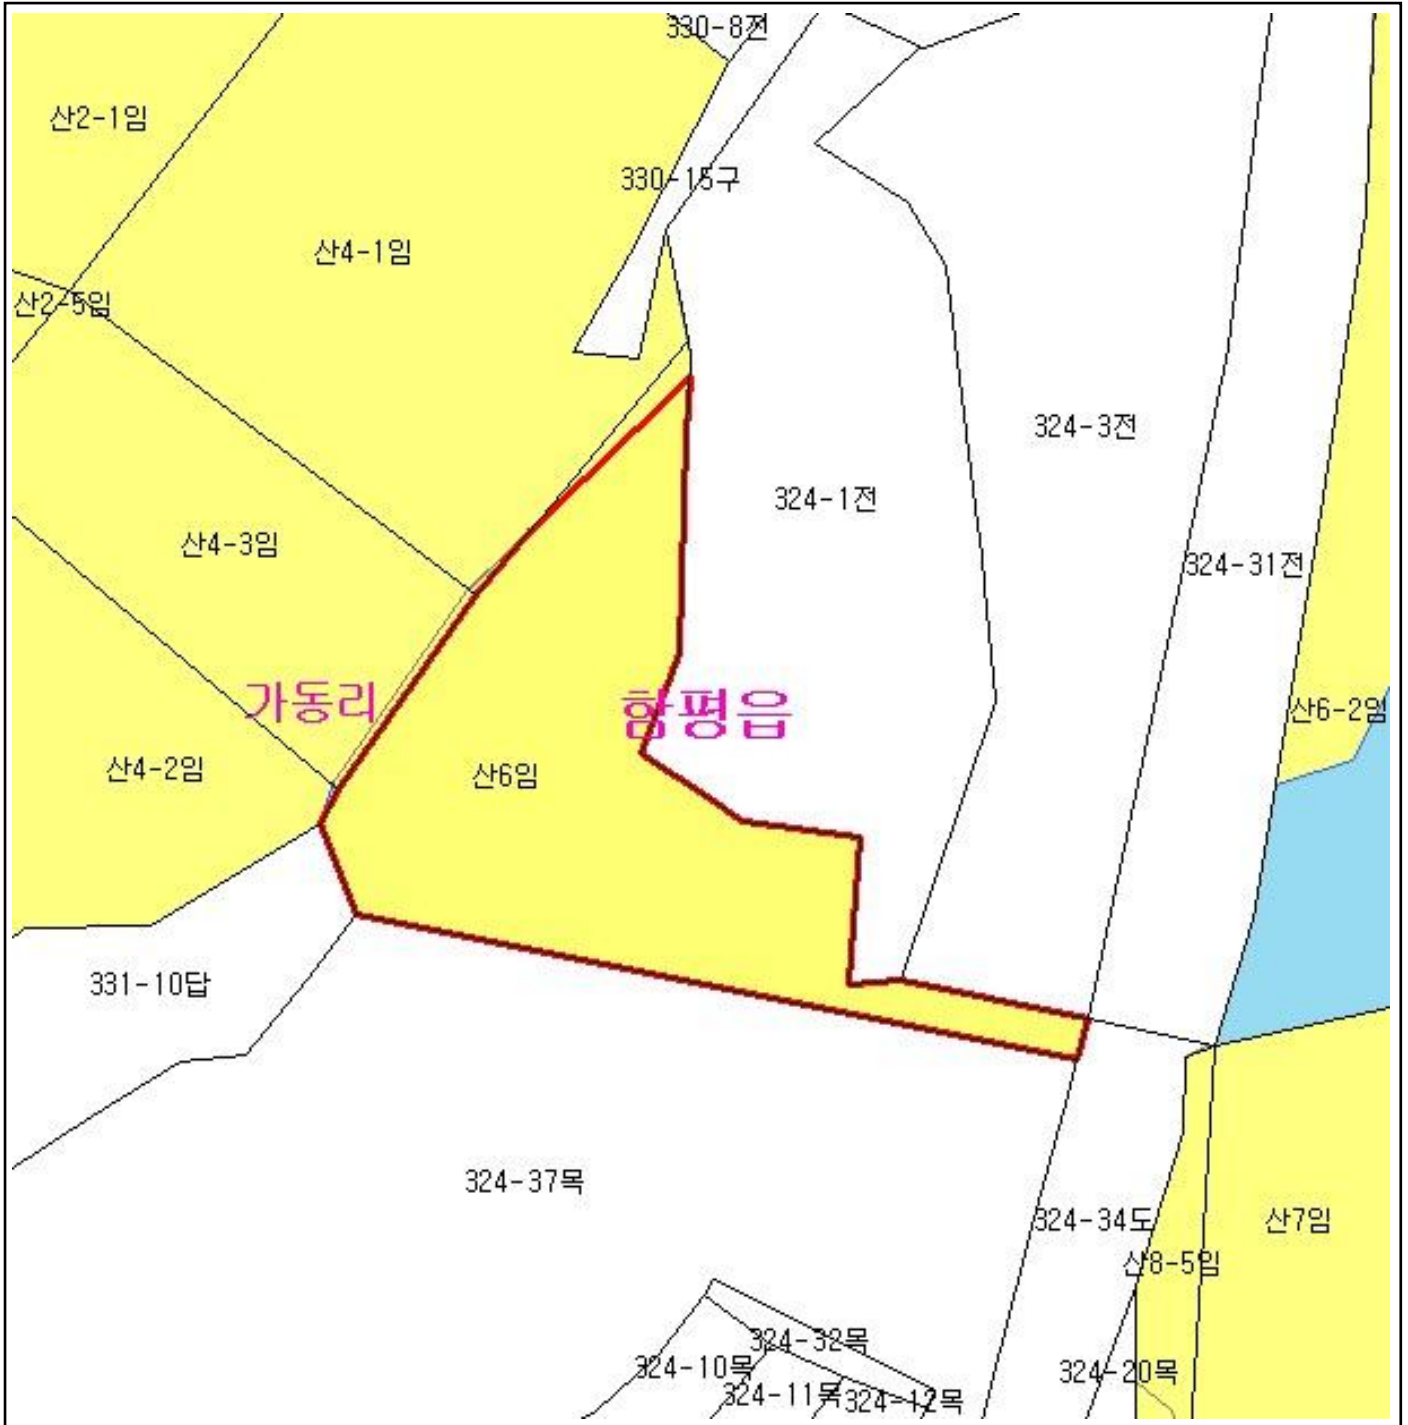 330-8전
산2-1임
330-15구
산4-1임
산2-5임
324-3전
324-1전
산4-3임
324-31전
가동리
함평읍
산6-2임
산4-2임
산6임
331-10답
324-37목
324-34도
산7임
산8-5임
324-32목
324-10목
324-20목
324-11목
324-12목